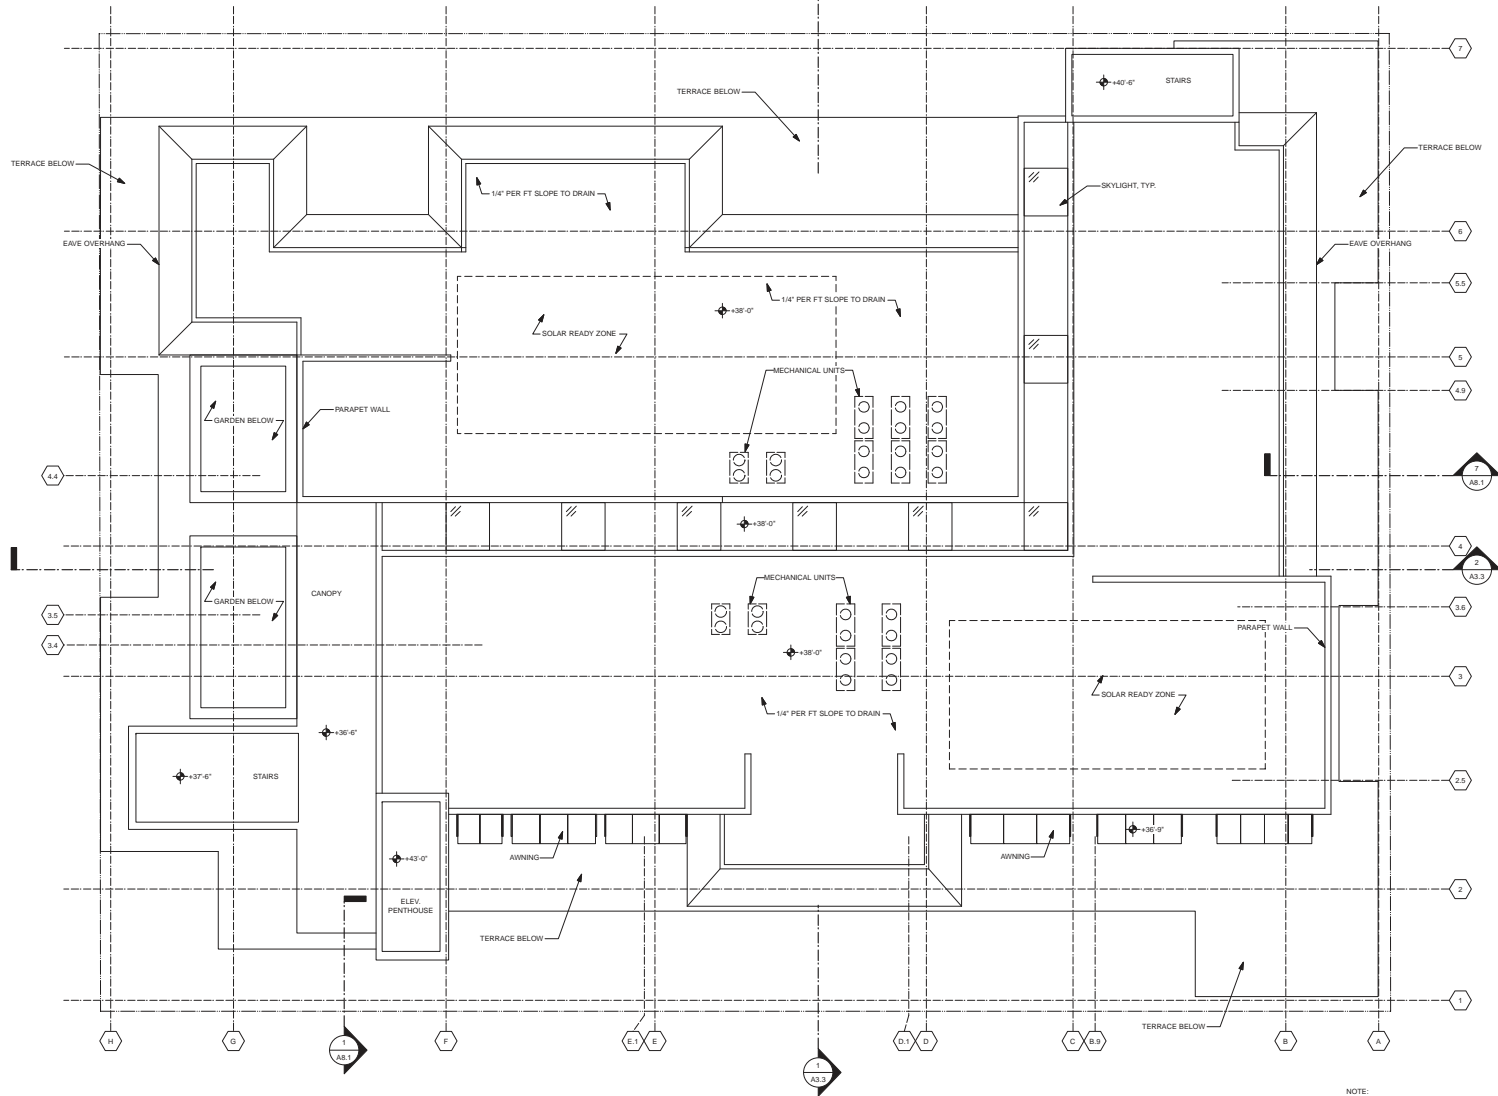 7
+40'-6"
STAIRS
TERRACE BELOW
TERRACE BELOW
TERRACE BELOW
SKYLIGHT, TYP.
1/4" PER FT SLOPE TO DRAIN
6
EAVE OVERHANG
EAVE OVERHANG
5.5
1/4" PER FT SLOPE TO DRAIN
+38'-0"
SOLAR READY ZONE
5
MECHANICAL UNITS
4.9
PARAPET WALL
GARDEN BELOW
4.4
7
A8.1
+38'-0"
4
2
A3.3
MECHANICAL UNITS
CANOPY
GARDEN BELOW
3.6
3.5
PARAPET WALL
3.4
+38'-0"
3
SOLAR READY ZONE
1/4" PER FT SLOPE TO DRAIN
+36'-6"
+37'-6"
STAIRS
2.5
+36'-9"
AWNING
AWNING
+43'-0"
2
ELEV.
PENTHOUSE
TERRACE BELOW
1
TERRACE BELOW
H
G
1
A8.1
F
E.1
E
D.1
D
C
B.9
B
A
1
A3.3
NOTE: